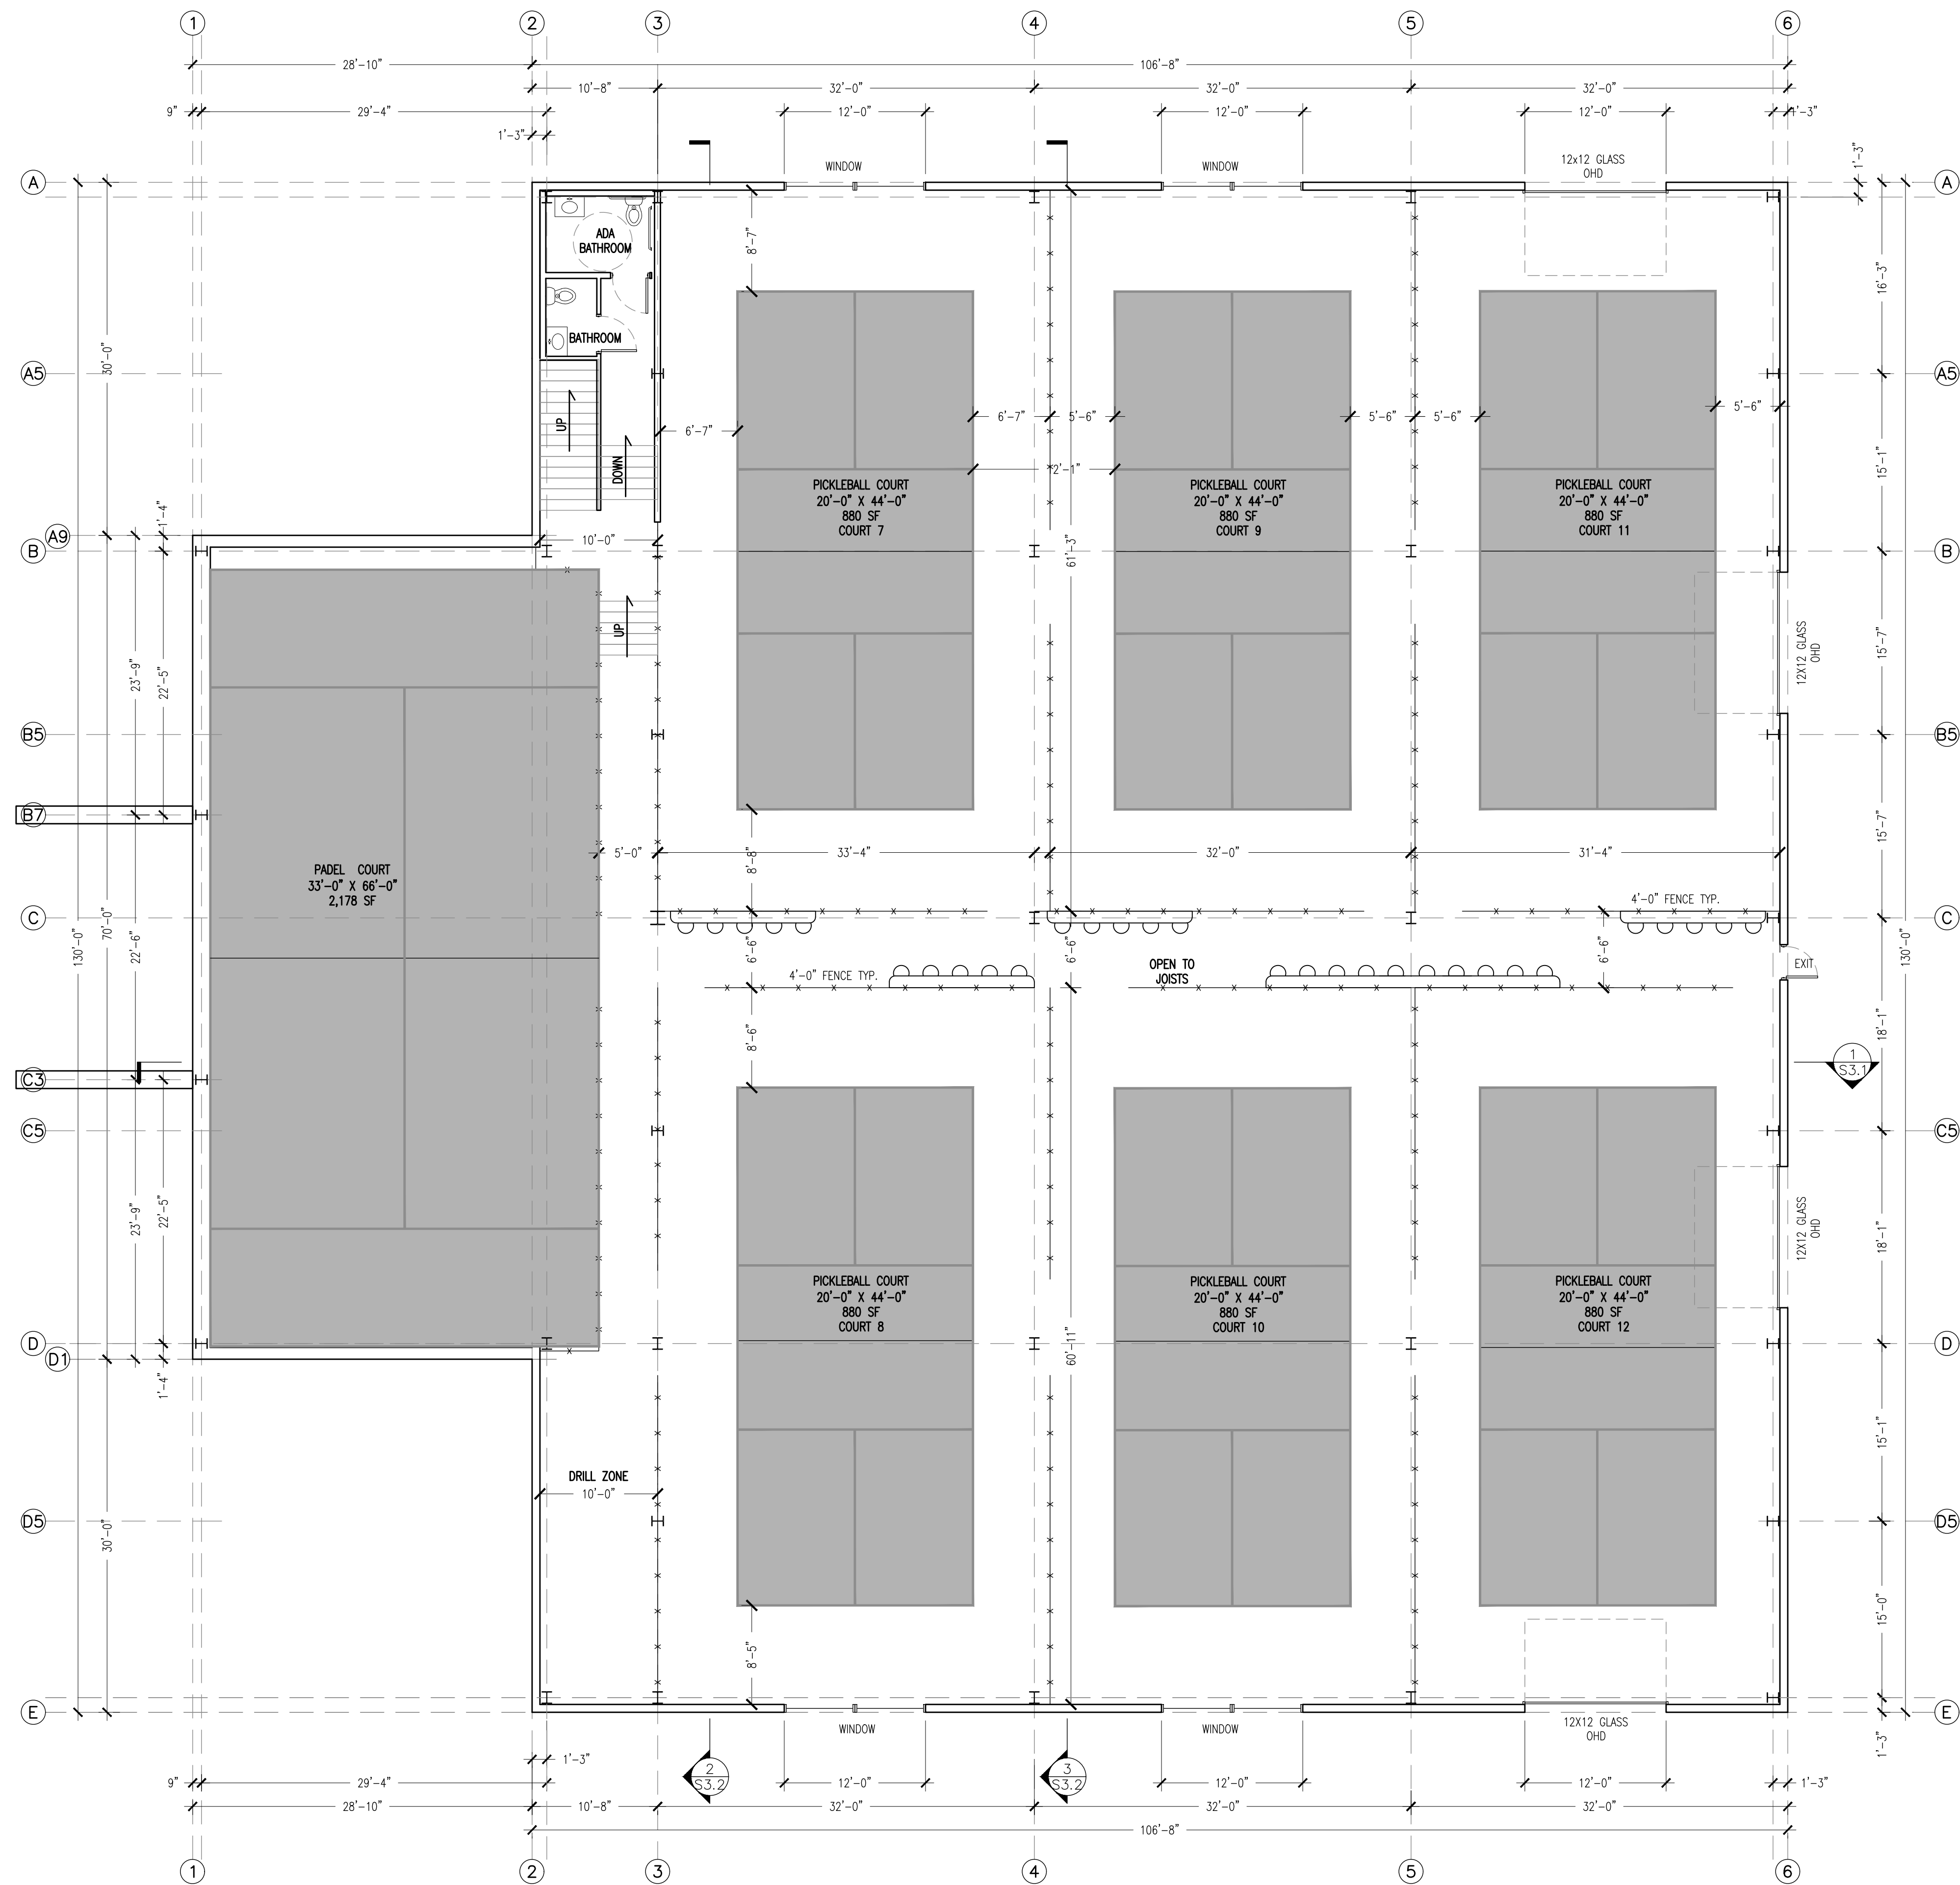 1 2 3 4 5 6
28'-10" 106'-8"
10'-8" 32'-0" 32'-0" 32'-0"
9" 29'-4" 12'-0" 12'-0" 12'-0" 1'-3"
1'-3"
WINDOW WINDOW 12x12 GLASS
OHD
1'-3"
A A
ADA
BATHROOM
8'-7"
16'-3"
BATHROOM
30'-0"
A5 A5
UP
DOWN
6'-7" 6'-7" 5'-6" 5'-6" 5'-6" 5'-6"
2'-1"
15'-1"
PICKLEBALL COURT
20'-0" X 44'-0"
880 SF
COURT 7
PICKLEBALL COURT
20'-0" X 44'-0"
880 SF
COURT 9
PICKLEBALL COURT
20'-0" X 44'-0"
880 SF
COURT 11
1'-4"
A9
B B
10'-0"
61'-3"
UP
15'-7"
12X12 GLASS
OHD
23'-9"
22'-5"
B5 B5
B7
15'-7"
5'-0" 8'-8" 33'-4" 32'-0" 31'-4"
PADEL COURT
33'-0" X 66'-0"
2,178 SF
4'-0" FENCE TYP.
C C
130'-0"
70'-0"
22'-6"
6'-6" 6'-6" 6'-6"
130'-0"
4'-0" FENCE TYP.
OPEN TO
JOISTS
EXIT
8'-6"
18'-1"
1
S3.1
C3
C5 C5
23'-9"
22'-5"
18'-1"
12X12 GLASS
OHD
PICKLEBALL COURT
20'-0" X 44'-0"
880 SF
COURT 8
PICKLEBALL COURT
20'-0" X 44'-0"
880 SF
COURT 10
PICKLEBALL COURT
20'-0" X 44'-0"
880 SF
COURT 12
D D
D1
60'-11"
1'-4"
15'-1"
DRILL ZONE
10'-0"
D5 D5
30'-0"
15'-0"
8'-5"
E E
WINDOW WINDOW 12X12 GLASS
OHD
1'-3"
1'-3"
2
S3.2
3
S3.2
9" 29'-4" 12'-0" 12'-0" 12'-0" 1'-3"
28'-10" 10'-8" 32'-0" 32'-0" 32'-0"
106'-8"
1 2 3 4 5 6